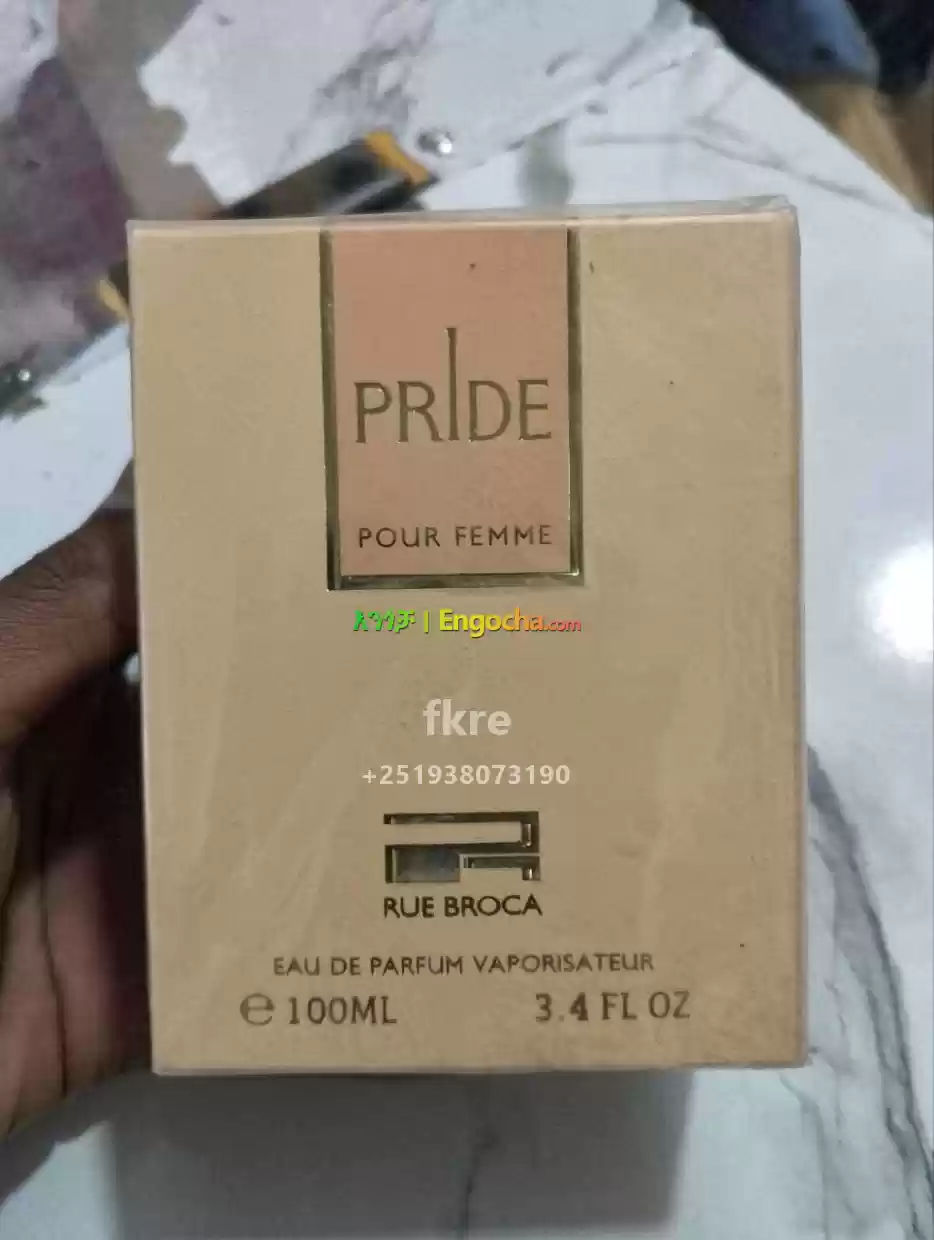 PRIDE
POUR FEMME
እንጎቻ | Engocha.com
fkre
+251938073190
RUE BROCA
EAU DE PARFUM VAPORISATEUR
℮ 100ML 3.4 FL OZ